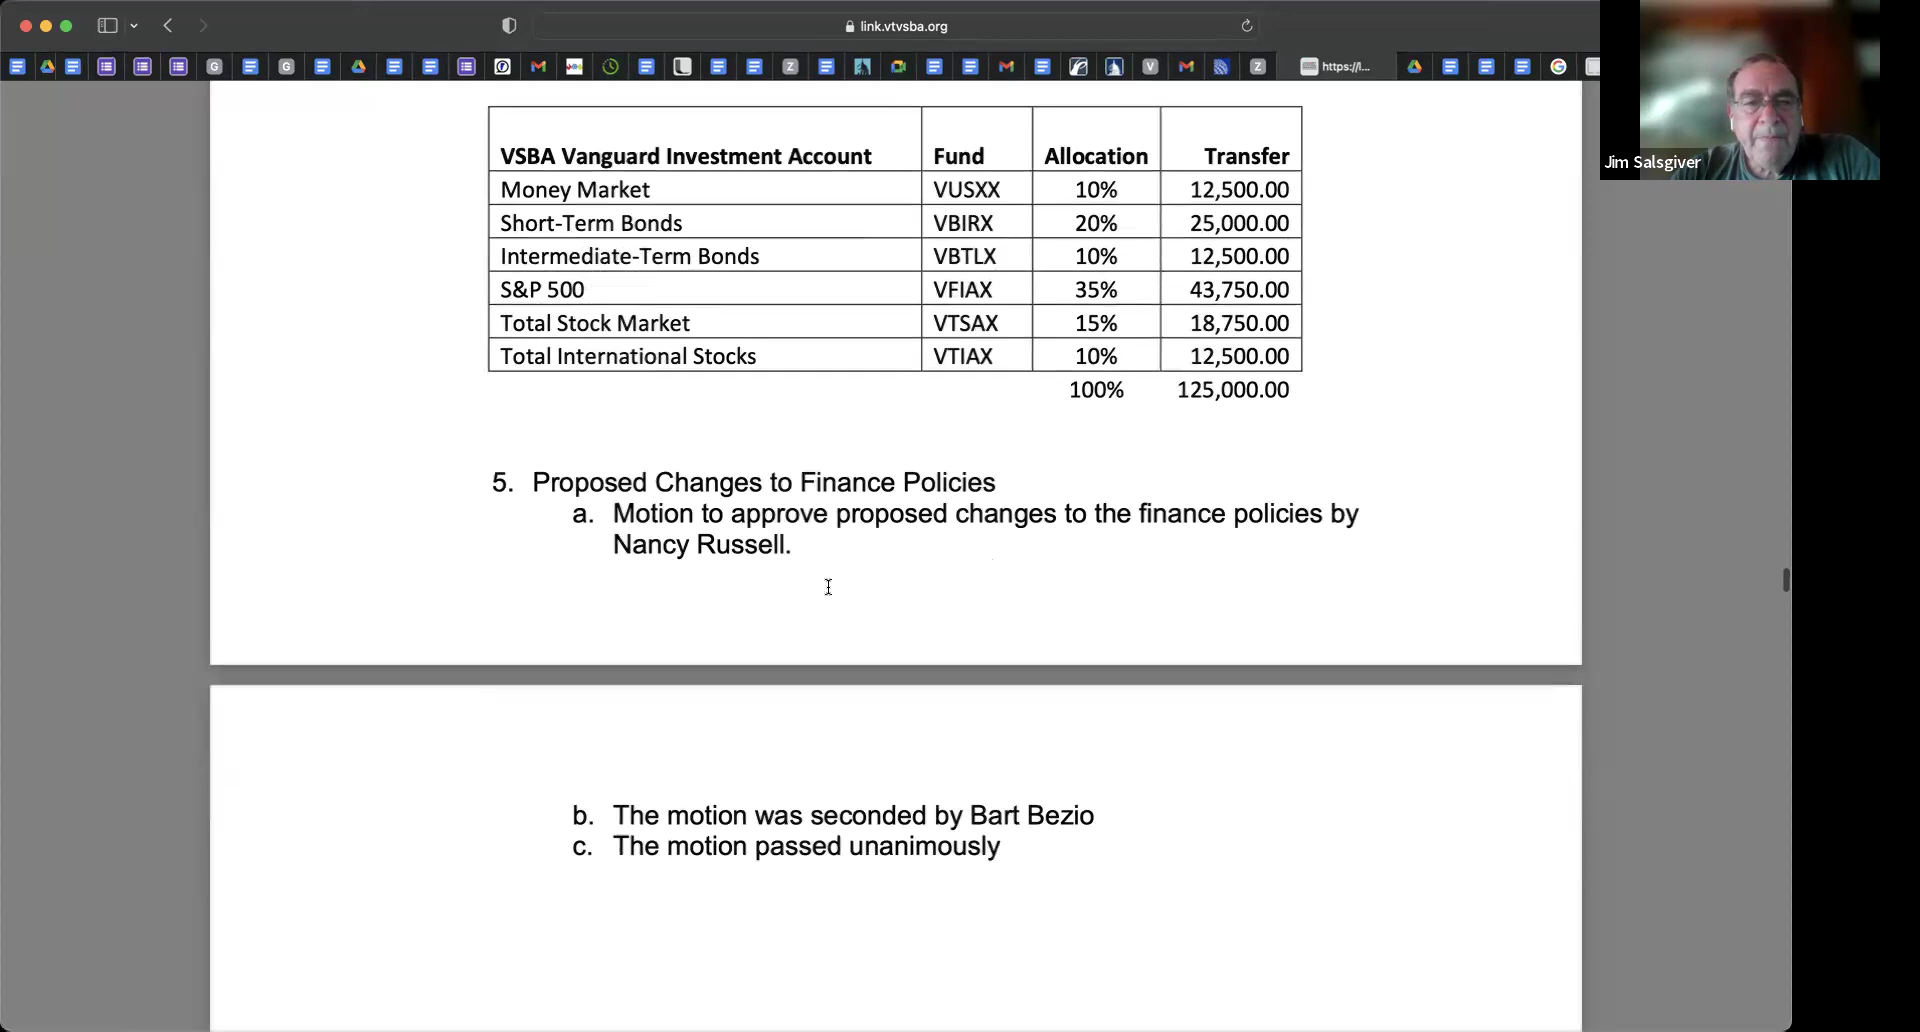 link.vtvsba.org
https://l...
Jim Salsgiver
VSBA Vanguard Investment Account Fund Allocation Transfer
Money Market VUSXX 10% 12,500.00
Short-Term Bonds VBIRX 20% 25,000.00
Intermediate-Term Bonds VBTLX 10% 12,500.00
S&P 500 VFIAX 35% 43,750.00
Total Stock Market VTSAX 15% 18,750.00
Total International Stocks VTIAX 10% 12,500.00
100% 125,000.00
5. Proposed Changes to Finance Policies
a. Motion to approve proposed changes to the finance policies by
Nancy Russell.
b. The motion was seconded by Bart Bezio
c. The motion passed unanimously